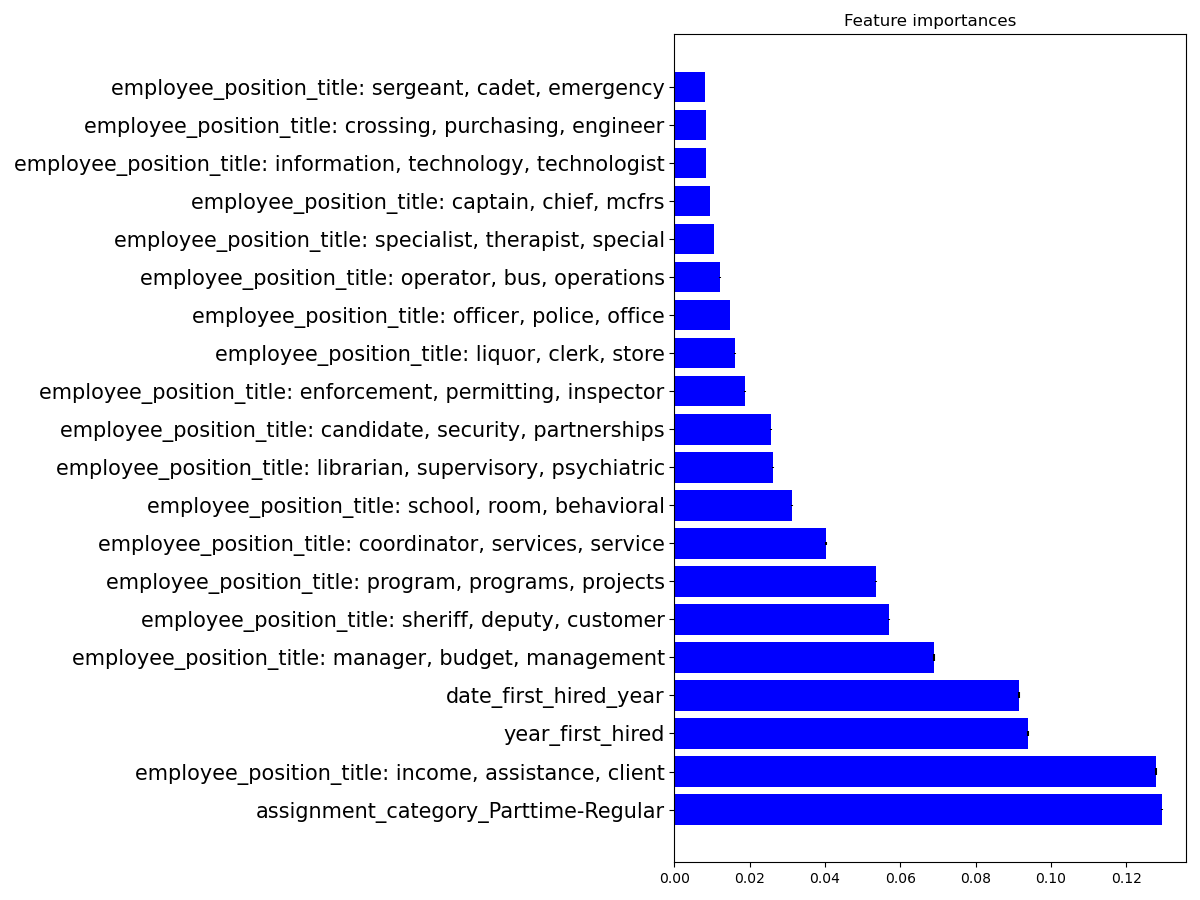 Feature importances
employee_position_title: sergeant, cadet, emergency
employee_position_title: crossing, purchasing, engineer
employee_position_title: information, technology, technologist
employee_position_title: captain, chief, mcfrs
employee_position_title: specialist, therapist, special
employee_position_title: operator, bus, operations
employee_position_title: officer, police, office
employee_position_title: liquor, clerk, store
employee_position_title: enforcement, permitting, inspector
employee_position_title: candidate, security, partnerships
employee_position_title: librarian, supervisory, psychiatric
employee_position_title: school, room, behavioral
employee_position_title: coordinator, services, service
employee_position_title: program, programs, projects
employee_position_title: sheriff, deputy, customer
employee_position_title: manager, budget, management
date_first_hired_year
year_first_hired
employee_position_title: income, assistance, client
assignment_category_Parttime-Regular
0.00 0.02 0.04 0.06 0.08 0.10 0.12